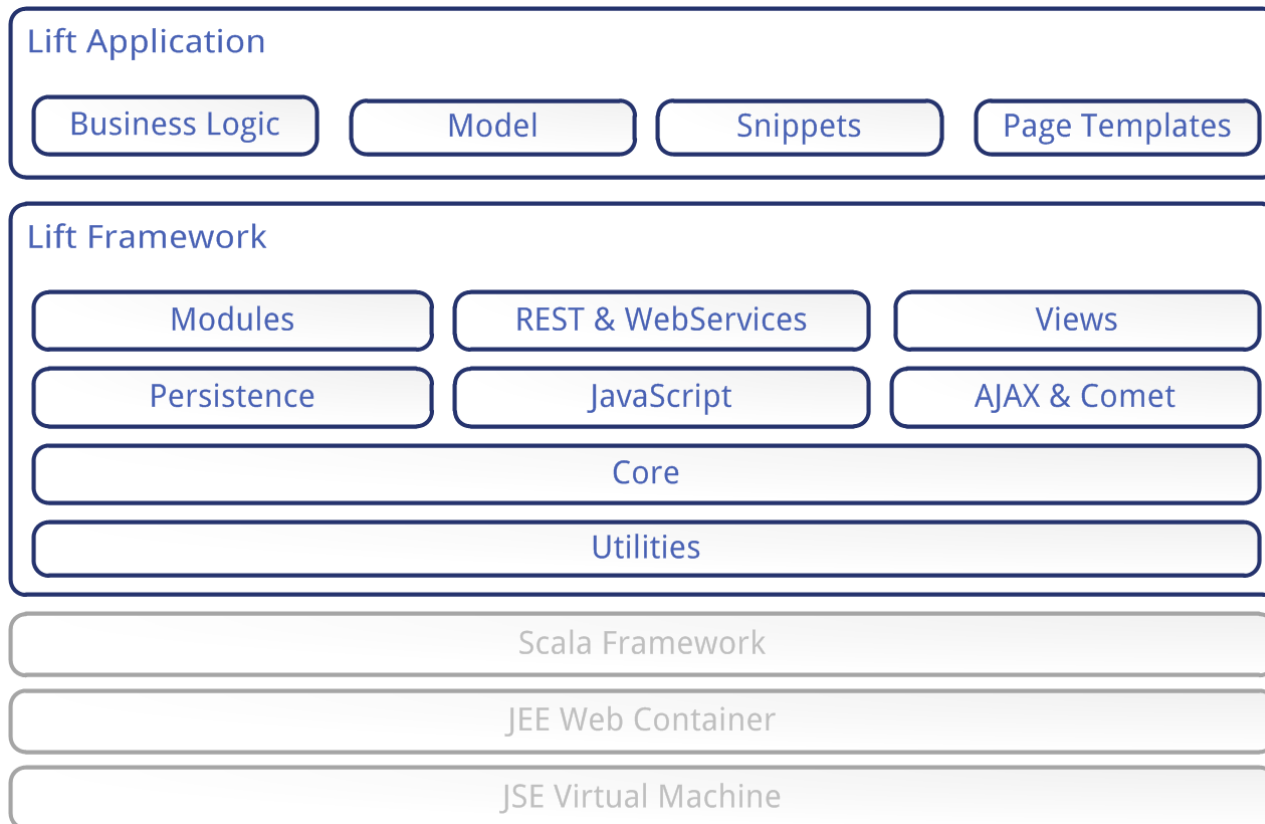 Lift Application
Business Logic
Model
Snippets
Page Templates
Lift Framework
Modules
REST & WebServices
Views
Persistence
JavaScript
AJAX & Comet
Core
Utilities
Scala Framework
JEE Web Container
JSE Virtual Machine